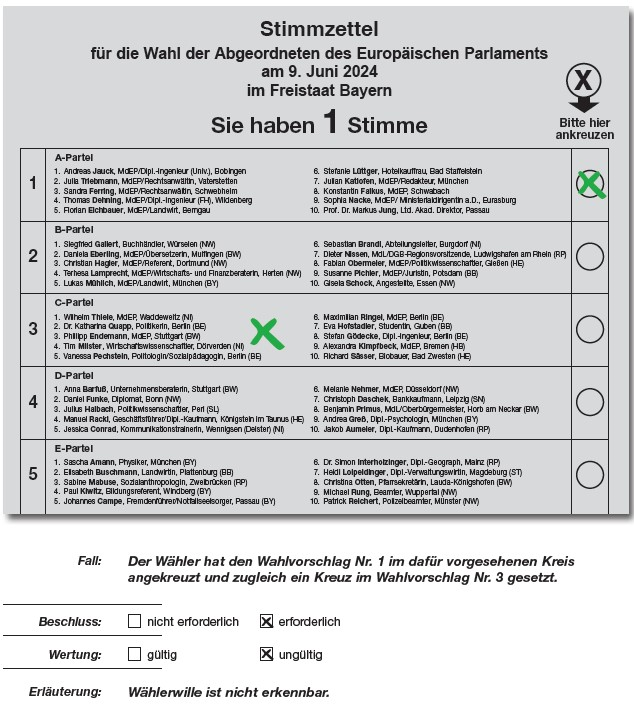 Stimmzettel
für die Wahl der Abgeordneten des Europäischen Parlaments
am 9. Juni 2024
im Freistaat Bayern
Sie haben 1 Stimme
X
Bitte hier
ankreuzen
1
A-Partei
1. Andreas Jauck, MdEP/Dipl.-Ingenieur (Univ.), Bobingen
2. Julia Triebmann, MdEP/Rechtsanwältin, Vaterstetten
3. Sandra Ferring, MdEP/Rechtsanwältin, Schwebheim
4. Thomas Dehning, MdEP/Dipl.-Ingenieur (FH), Wildenberg
5. Florian Eichbauer, MdEP/Landwirt, Berngau
6. Stefanie Lüttger, Hotelkauffrau, Bad Staffelstein
7. Julian Katlofen, MdEP/Redakteur, München
8. Konstantin Falkus, MdEP, Schwabach
9. Sophia Nacke, MdEP/ Ministerialdirigentin a.D., Eurasburg
10. Prof. Dr. Markus Jung, Ltd. Akad. Direktor, Passau
2
B-Partei
1. Siegfried Gallert, Buchhändler, Würselen (NW)
2. Daniela Eberling, MdEP/Übersetzerin, Mulfingen (BW)
3. Christian Hagler, MdEP/Referent, Dortmund (NW)
4. Terhesa Lamprecht, MdEP/Wirtschafts- und Finanzberaterin, Herten (NW)
5. Lukas Mühlich, MdEP/Landwirt, München (BY)
6. Sebastian Brandl, Abteilungsleiter, Burgdorf (NI)
7. Dieter Nissen, MdL/DGB-Regionsvorsitzende, Ludwigshafen am Rhein (RP)
8. Fabian Obermeier, MdEP/Politikwissenschaftler, Gießen (HE)
9. Susanne Pichler, MdEP/Juristin, Potsdam (BB)
10. Gisela Schock, Angestellte, Essen (NW)
3
C-Partei
1. Wilhelm Thiele, MdEP, Waddeweitz (NI)
2. Dr. Katharina Quapp, Politikerin, Berlin (BE)
3. Philipp Endemann, MdEP, Stuttgart (BW)
4. Tim Milster, Wirtschaftswissenschaftler, Dörverden (NI)
5. Vanessa Pechstein, Politologin/Sozialpädagogin, Berlin (BE)
6. Maximilian Ringel, MdEP, Berlin (BE)
7. Eva Hofstadler, Studentin, Guben (BB)
8. Stefan Gödecke, Dipl.-Ingenieur, Berlin (BE)
9. Alexandra Kimpfbeck, MdEP, Bremen (HB)
10. Richard Sässer, Biobauer, Bad Zwesten (HE)
4
D-Partei
1. Anna Barfuß, Unternehmensberaterin, Stuttgart (BW)
2. Daniel Funke, Diplomat, Bonn (NW)
3. Julius Halbach, Politikwissenschaftler, Perl (SL)
4. Manuel Rackl, Geschäftsführer/Dipl.-Kaufmann, Königstein im Taunus (HE)
5. Jessica Conrad, Kommunikationstrainerin, Wennigsen (Deister) (NI)
6. Melanie Nehmer, MdEP, Düsseldorf (NW)
7. Christoph Daschek, Bankkaufmann, Leipzig (SN)
8. Benjamin Primus, MdL/Oberbürgermeister, Horb am Neckar (BW)
9. Andrea Greß, Dipl.-Psychologin, München (BY)
10. Jakob Aumeier, Dipl.-Kaufmann, Dudenhofen (RP)
5
E-Partei
1. Sascha Amann, Physiker, München (BY)
2. Elisabeth Buschmann, Landwirtin, Plattenburg (BB)
3. Sabine Mabuse, Sozialanthropologin, Zweibrücken (RP)
4. Paul Kiwitz, Bildungsreferent, Windberg (BY)
5. Johannes Campe, Fremdenführer/Notfallseelsorger, Passau (BY)
6. Dr. Simon Interholzinger, Dipl.-Geograph, Mainz (RP)
7. Heidi Loipeldinger, Dipl.-Verwaltungswirtin, Magdeburg (ST)
8. Christina Otten, Pfarrsekretärin, Lauda-Königshofen (BW)
9. Michael Rung, Beamter, Wuppertal (NW)
10. Patrick Reichert, Polizeibeamter, Münster (NW)
Fall: Der Wähler hat den Wahlvorschlag Nr. 1 im dafür vorgesehenen Kreis
angekreuzt und zugleich ein Kreuz im Wahlvorschlag Nr. 3 gesetzt.
Beschluss: nicht erforderlich erforderlich
Wertung: gültig ungültig
Erläuterung: Wählerwille ist nicht erkennbar.